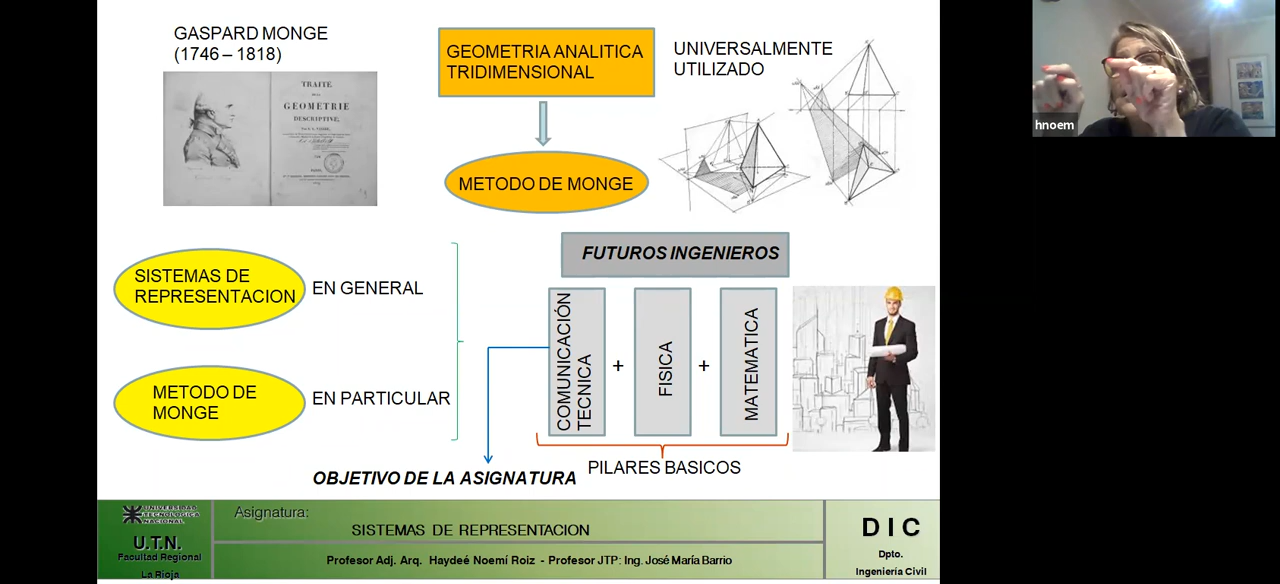 GASPARD MONGE
(1746 – 1818)
TRAITÉ
GÉOMÉTRIE
DESCRIPTIVE,
GEOMETRIA ANALITICA
TRIDIMENSIONAL
UNIVERSALMENTE
UTILIZADO
METODO DE MONGE
hnoem
SISTEMAS DE
REPRESENTACION
EN GENERAL
METODO DE
MONGE
EN PARTICULAR
FUTUROS INGENIEROS
COMUNICACIÓN
TECNICA
+
FISICA
+
MATEMATICA
PILARES BASICOS
OBJETIVO DE LA ASIGNATURA
UNIVERSIDAD
TECNOLOGICA
NACIONAL
U.T.N.
Facultad Regional
La Rioja
Asignatura:
SISTEMAS DE REPRESENTACION
Profesor Adj. Arq. Haydeé Noemí Roiz - Profesor JTP: Ing. José María Barrio
D I C
Dpto.
Ingeniería Civil